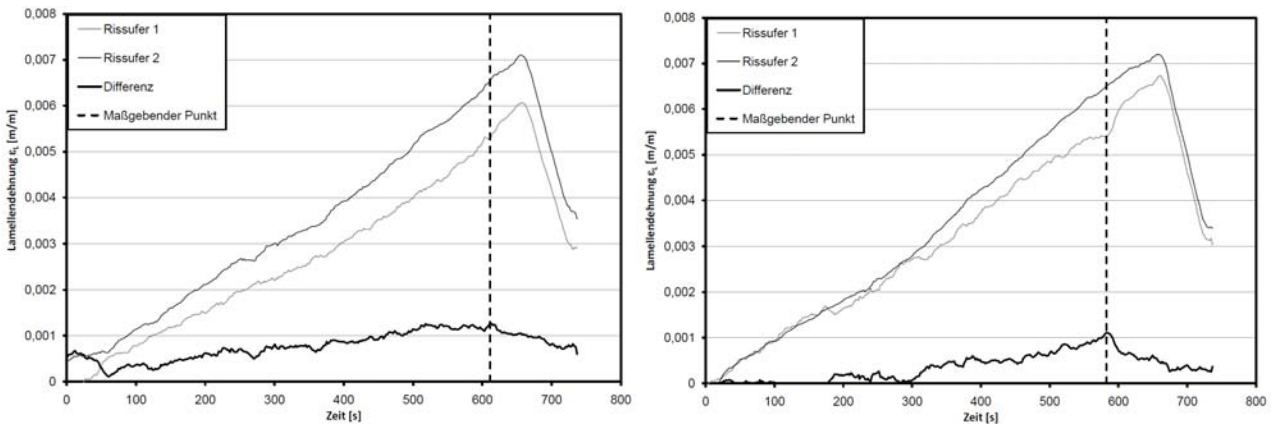 0,008
0,007
0,006
0,005
0,004
0,003
0,002
0,001
0
Lamellendehnung ε_L [m/m]
Rissufer 1
Rissufer 2
Differenz
Maßgebender Punkt
0 100 200 300 400 500 600 700 800
Zeit [s]
0,008
0,007
0,006
0,005
0,004
0,003
0,002
0,001
0
Lamellendehnung ε_L [m/m]
Rissufer 1
Rissufer 2
Differenz
Maßgebender Punkt
0 100 200 300 400 500 600 700 800
Zeit [s]